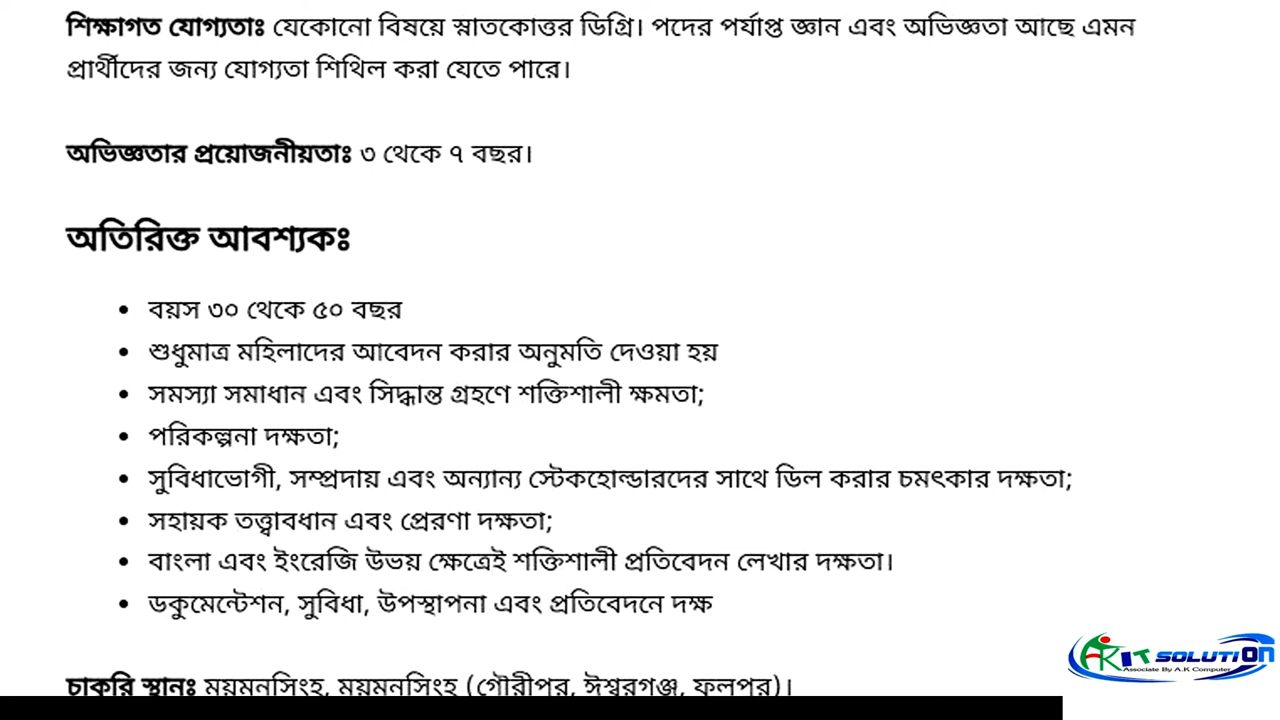 শিক্ষাগত যোগ্যতাঃ যেকোনো বিষয়ে স্নাতকোত্তর ডিগ্রি। পদের পর্যাপ্ত জ্ঞান এবং অভিজ্ঞতা আছে এমন
প্রার্থীদের জন্য যোগ্যতা শিথিল করা যেতে পারে।
অভিজ্ঞতার প্রয়োজনীয়তাঃ ৩ থেকে ৭ বছর।
অতিরিক্ত আবশ্যকঃ
• বয়স ৩০ থেকে ৫০ বছর
• শুধুমাত্র মহিলাদের আবেদন করার অনুমতি দেওয়া হয়
• সমস্যা সমাধান এবং সিদ্ধান্ত গ্রহণে শক্তিশালী ক্ষমতা;
• পরিকল্পনা দক্ষতা;
• সুবিধাভোগী, সম্প্রদায় এবং অন্যান্য স্টেকহোল্ডারদের সাথে ডিল করার চমৎকার দক্ষতা;
• সহায়ক তত্ত্বাবধান এবং প্রেরণা দক্ষতা;
• বাংলা এবং ইংরেজি উভয় ক্ষেত্রেই শক্তিশালী প্রতিবেদন লেখার দক্ষতা।
• ডকুমেন্টেশন, সুবিধা, উপস্থাপনা এবং প্রতিবেদনে দক্ষ
চাকরি স্থানঃ ময়মনসিংহ, ময়মনসিংহ (গৌরীপুর, ঈশ্বরগঞ্জ, ফুলপুর)।
AK IT SOLUTION
Associate By A.K Computer